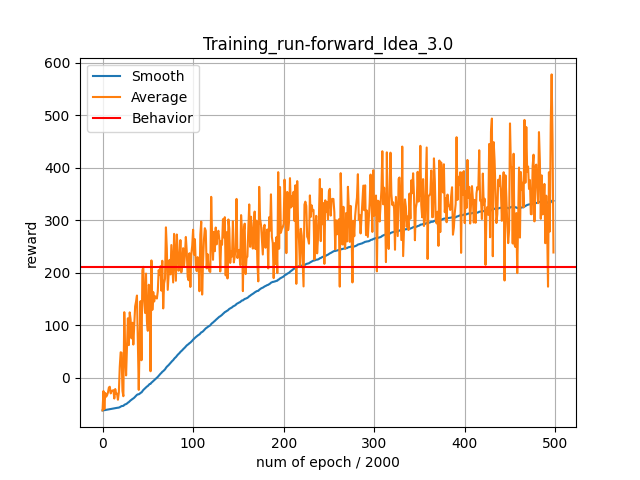 Training_run-forward_Idea_3.0
Smooth
Average
Behavior
600
500
400
300
200
100
0
reward
0 100 200 300 400 500
num of epoch / 2000